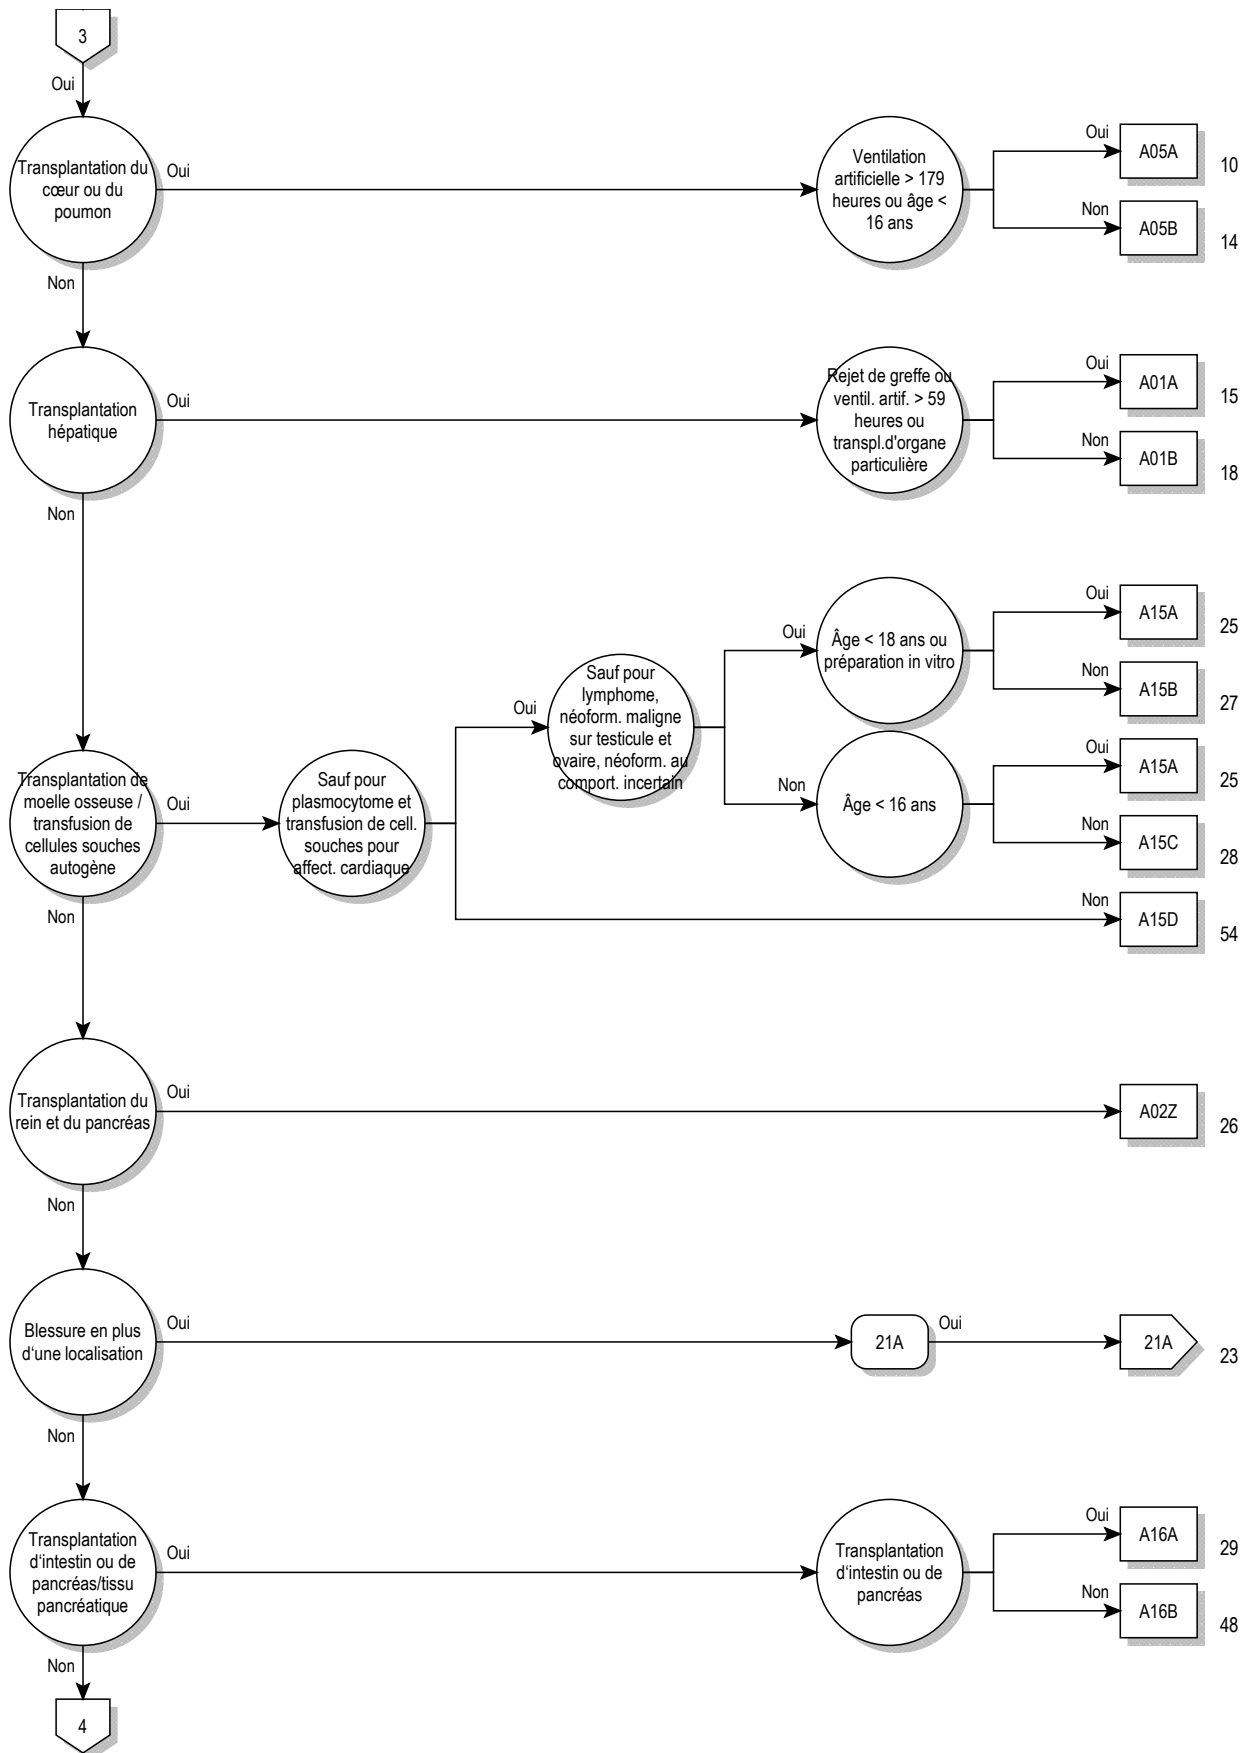 3
Oui
Transplantation du
cœur ou du
poumon
Oui
Ventilation
artificielle > 179
heures ou âge <
16 ans
Oui
A05A
10
Non
A05B
14
Non
Transplantation
hépatique
Oui
Rejet de greffe ou
ventil. artif. > 59
heures ou
transpl.d'organe
particulière
Oui
A01A
15
Non
A01B
18
Non
Transplantation de
moelle osseuse /
transfusion de
cellules souches
autogène
Oui
Sauf pour
plasmocytome et
transfusion de cell.
souches pour
affect. cardiaque
Oui
Sauf pour
lymphome,
néoform. maligne
sur testicule et
ovaire, néoform. au
comport. incertain
Oui
Âge < 18 ans ou
préparation in vitro
Oui
A15A
25
Non
A15B
27
Non
Âge < 16 ans
Oui
A15A
25
Non
A15C
28
Non
A15D
54
Non
Transplantation du
rein et du pancréas
Oui
A02Z
26
Non
Blessure en plus
d'une localisation
Oui
21A
Oui
21A
23
Non
Transplantation
d'intestin ou de
pancréas/tissu
pancréatique
Oui
Transplantation
d'intestin ou de
pancréas
Oui
A16A
29
Non
A16B
48
Non
4